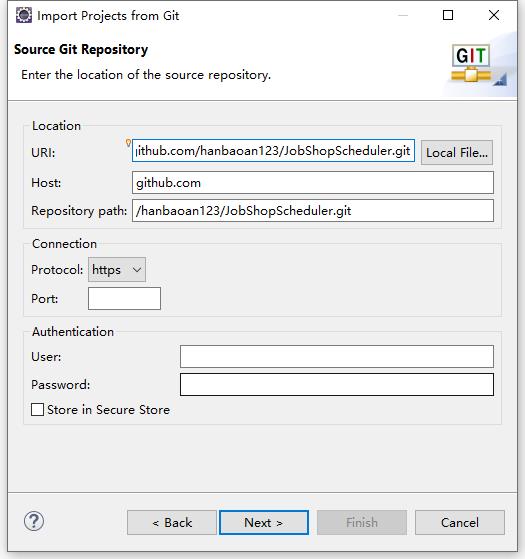 Import Projects from Git
Source Git Repository
Enter the location of the source repository.
GIT
Location
URI: github.com/hanbaoan123/JobShopScheduler.git Local File...
Host: github.com
Repository path: /hanbaoan123/JobShopScheduler.git
Connection
Protocol: https
Port:
Authentication
User:
Password:
Store in Secure Store
? < Back Next > Finish Cancel